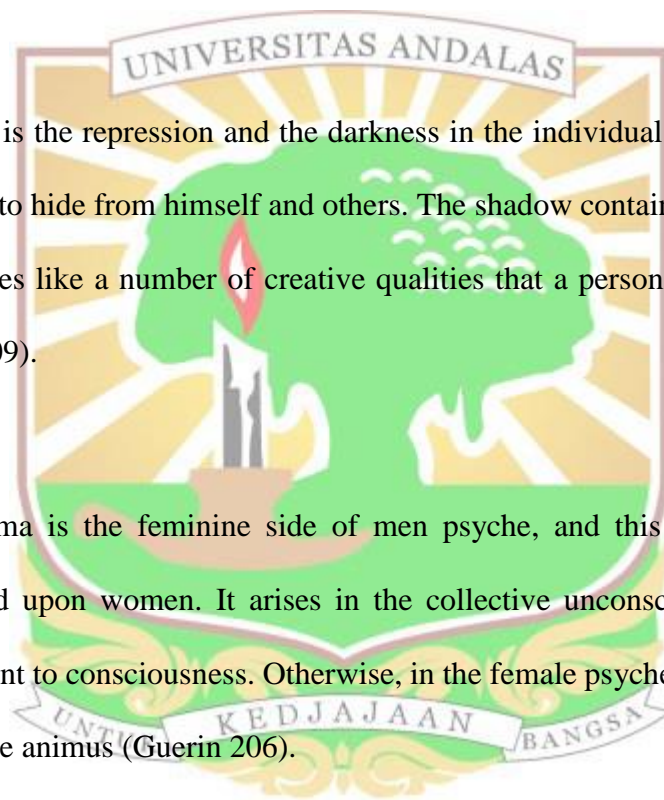 UNIVERSITAS ANDALAS
is the repression and the darkness in the individual
to hide from himself and others. The shadow contain
es like a number of creative qualities that a person
09).
ma is the feminine side of men psyche, and this
d upon women. It arises in the collective unconsc
nt to consciousness. Otherwise, in the female psyche
e animus (Guerin 206).
UNTUK KEDJAJAAN BANGSA